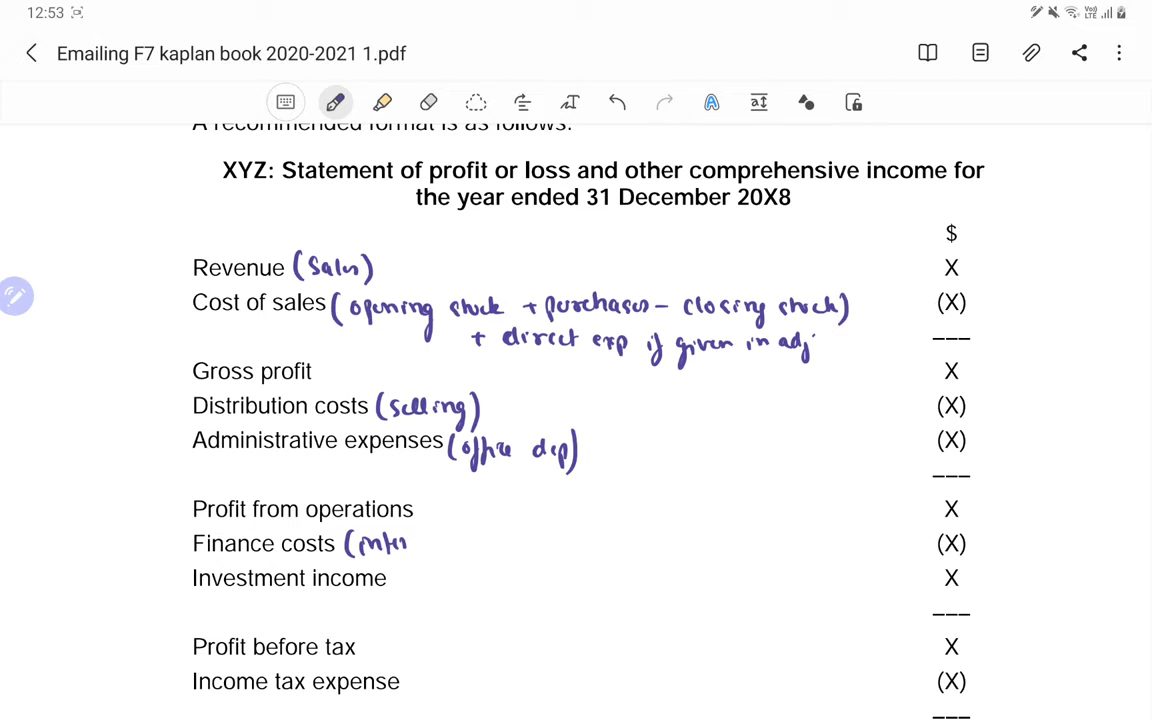 12:53
Emailing F7 kaplan book 2020-2021 1.pdf
A recommended format is as follows:
XYZ: Statement of profit or loss and other comprehensive income for
the year ended 31 December 20X8
$
Revenue (Sales) X
Cost of sales (opening stock + purchases – closing stock) (X)
+ direct exp if given in adj
Gross profit X
Distribution costs (Selling) (X)
Administrative expenses (office dep) (X)
Profit from operations X
Finance costs (inter (X)
Investment income X
Profit before tax X
Income tax expense (X)